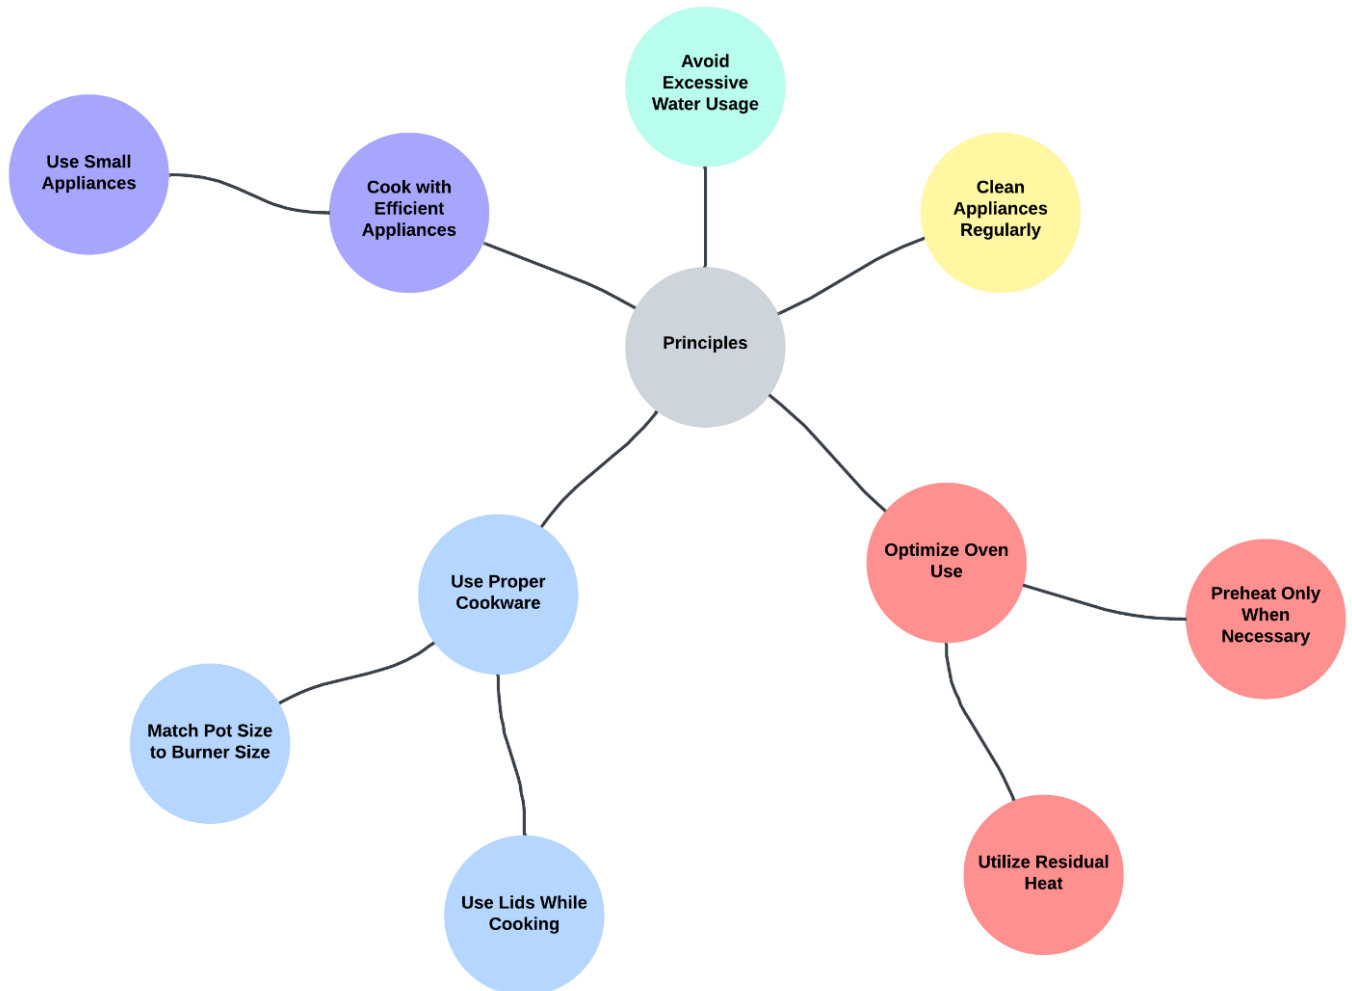 Avoid
Excessive
Water Usage
Use Small
Appliances
Cook with
Efficient
Appliances
Clean
Appliances
Regularly
Principles
Optimize Oven
Use
Use Proper
Cookware
Preheat Only
When
Necessary
Match Pot Size
to Burner Size
Utilize Residual
Heat
Use Lids While
Cooking